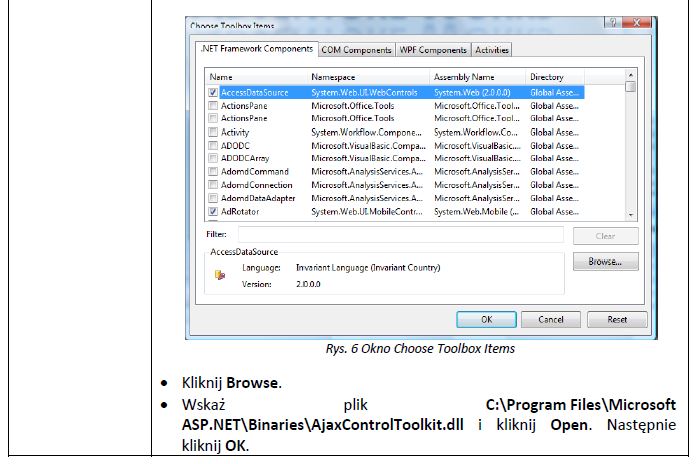 Choose Toolbox Items
.NET Framework Components COM Components WPF Components Activities
Name Namespace Assembly Name Directory
AccessDataSource System.Web.UI.WebControls System.Web (2.0.0.0) Global Asse...
ActionsPane Microsoft.Office.Tools Microsoft.Office.Tool... Global Asse...
ActionsPane Microsoft.Office.Tools Microsoft.Office.Tool... Global Asse...
Activity System.Workflow.Compone... System.Workflow.Co... Global Asse...
ADODC Microsoft.VisualBasic.Compa... Microsoft.VisualBasic.... Global Asse...
ADODCArray Microsoft.VisualBasic.Compa... Microsoft.VisualBasic.... Global Asse...
AdomdCommand Microsoft.AnalysisServices.A... Microsoft.AnalysisSer... Global Asse...
AdomdConnection Microsoft.AnalysisServices.A... Microsoft.AnalysisSer... Global Asse...
AdomdDataAdapter Microsoft.AnalysisServices.A... Microsoft.AnalysisSer... Global Asse...
AdRotator System.Web.UI.MobileContr... System.Web.Mobile (... Global Asse...
Filter: Clear
AccessDataSource
Browse...
Language: Invariant Language (Invariant Country)
Version: 2.0.0.0
OK Cancel Reset
Rys. 6 Okno Choose Toolbox Items
• Kliknij Browse.
• Wskaż plik C:\Program Files\Microsoft
ASP.NET\Binaries\AjaxControlToolkit.dll i kliknij Open. Następnie
kliknij OK.